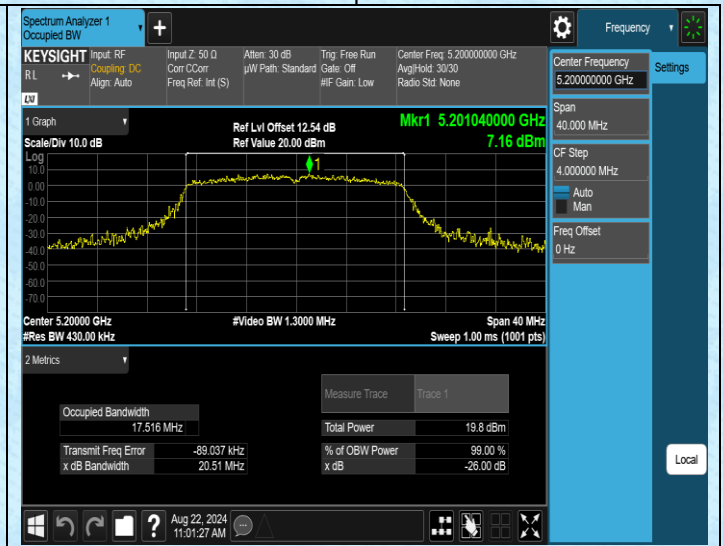 Spectrum Analyzer 1
Occupied BW
+
Frequency
KEYSIGHT
RL
LXI
Input: RF
Coupling: DC
Align: Auto
Input Z: 50 Ω
Corr CCorr
Freq Ref: Int (S)
Atten: 30 dB
µW Path: Standard
Trig: Free Run
Gate: Off
#IF Gain: Low
Center Freq: 5.200000000 GHz
Avg|Hold: 30/30
Radio Std: None
Center Frequency
5.200000000 GHz
Settings
Span
40.000 MHz
CF Step
4.000000 MHz
Auto
Man
Freq Offset
0 Hz
1 Graph
Scale/Div 10.0 dB
Ref Lvl Offset 12.54 dB
Ref Value 20.00 dBm
Mkr1 5.201040000 GHz
7.16 dBm
Log
10.0
0.00
-10.0
-20.0
-30.0
-40.0
-50.0
-60.0
-70.0
1
Center 5.20000 GHz
#Res BW 430.00 kHz
#Video BW 1.3000 MHz
Span 40 MHz
Sweep 1.00 ms (1001 pts)
2 Metrics
Measure Trace
Trace 1
Occupied Bandwidth
17.516 MHz
Total Power
19.8 dBm
Transmit Freq Error
-89.037 kHz
% of OBW Power
99.00 %
x dB Bandwidth
20.51 MHz
x dB
-26.00 dB
Local
?
Aug 22, 2024
11:01:27 AM